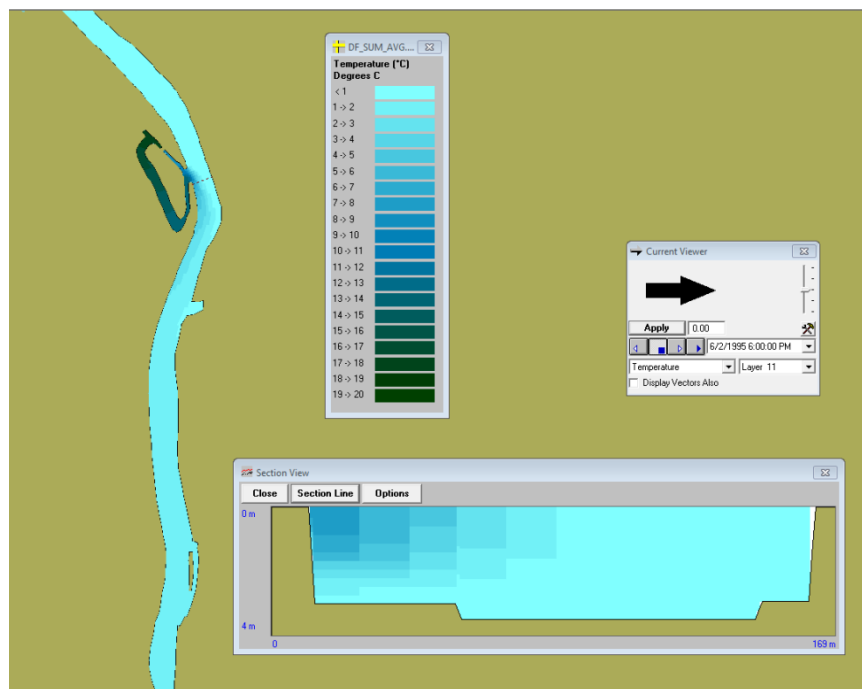 DF_SUM_AVG....
Temperature (°C)
Degrees C
< 1
1 -> 2
2 -> 3
3 -> 4
4 -> 5
5 -> 6
6 -> 7
7 -> 8
8 -> 9
9 -> 10
10 -> 11
11 -> 12
12 -> 13
13 -> 14
14 -> 15
15 -> 16
16 -> 17
17 -> 18
18 -> 19
19 -> 20
Current Viewer
Apply 0.00
6/2/1995 6:00:00 PM
Temperature Layer 11
Display Vectors Also
Section View
Close Section Line Options
0 m
4 m
0 169 m